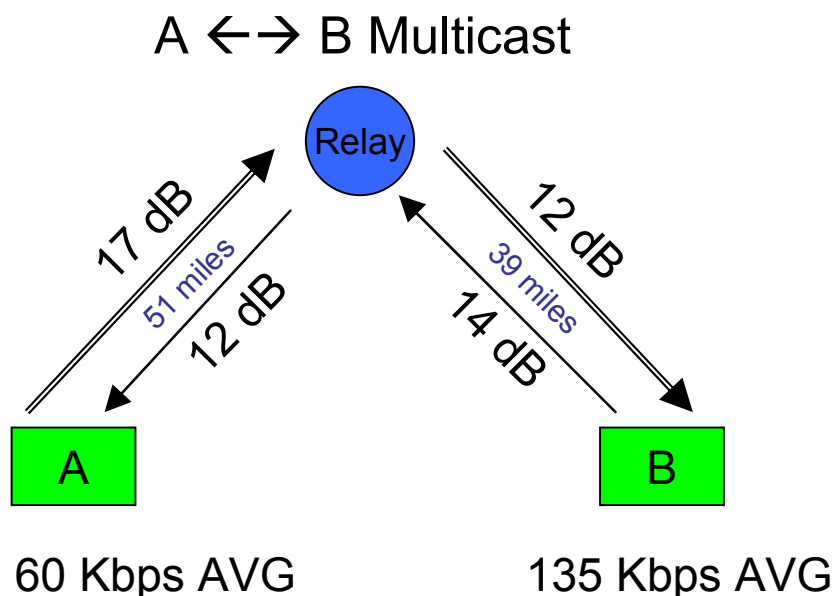 A ←→ B Multicast
Relay
17 dB
51 miles
12 dB
12 dB
39 miles
14 dB
A
B
60 Kbps AVG
135 Kbps AVG